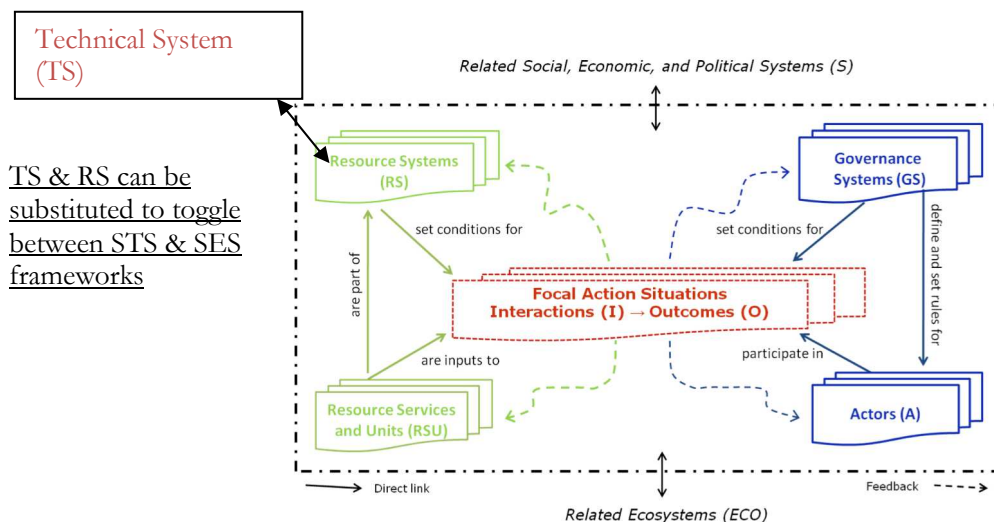 Technical System
(TS)
Related Social, Economic, and Political Systems (S)
TS & RS can be
substituted to toggle
between STS & SES
frameworks
Resource Systems
(RS)
Governance
Systems (GS)
set conditions for
set conditions for
define and set rules for
are part of
Focal Action Situations
Interactions (I) → Outcomes (O)
are inputs to
participate in
Resource Services
and Units (RSU)
Actors (A)
Direct link
Feedback
Related Ecosystems (ECO)